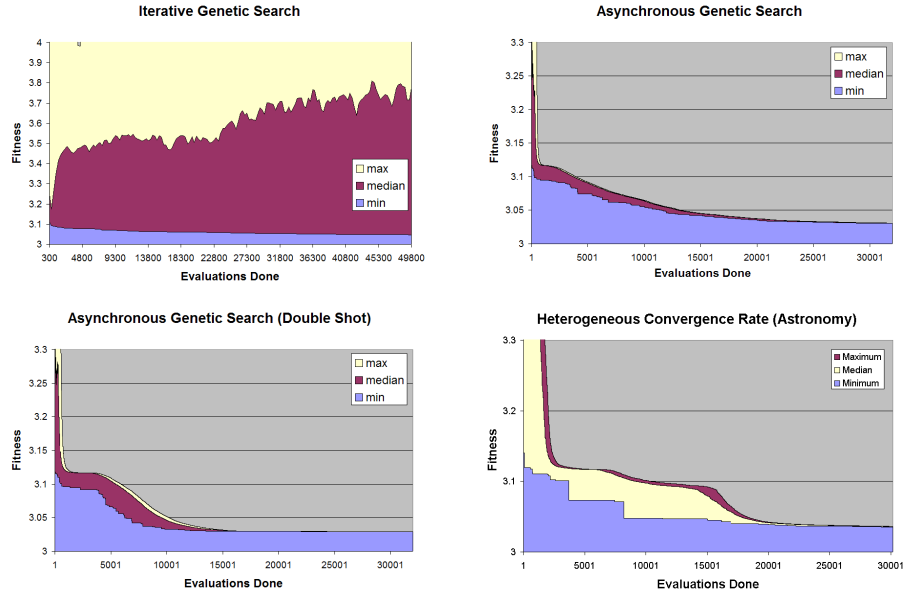 Iterative Genetic Search
4
3.9
3.8
3.7
3.6
3.5
3.4
3.3
3.2
3.1
3
Fitness
max
median
min
300 4800 9300 13800 18300 22800 27300 31800 36300 40800 45300 49800
Evaluations Done
Asynchronous Genetic Search
3.3
3.25
3.2
3.15
3.1
3.05
3
Fitness
max
median
min
1 5001 10001 15001 20001 25001 30001
Evaluations Done
Asynchronous Genetic Search (Double Shot)
3.3
3.25
3.2
3.15
3.1
3.05
3
Fitness
max
median
min
1 5001 10001 15001 20001 25001 30001
Evaluations Done
Heterogeneous Convergence Rate (Astronomy)
3.3
3.2
3.1
3
Fitness
Maximum
Median
Minimum
1 5001 10001 15001 20001 25001 30001
Evaluations Done